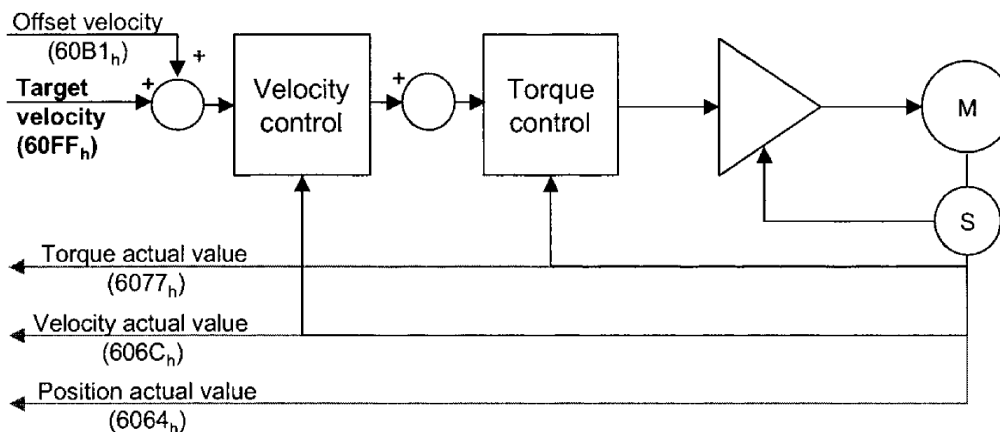 Offset velocity
(60B1h)
+
+
Target
velocity
(60FFh)
Velocity
control
+
Torque
control
M
S
Torque actual value
(6077h)
Velocity actual value
(606Ch)
Position actual value
(6064h)